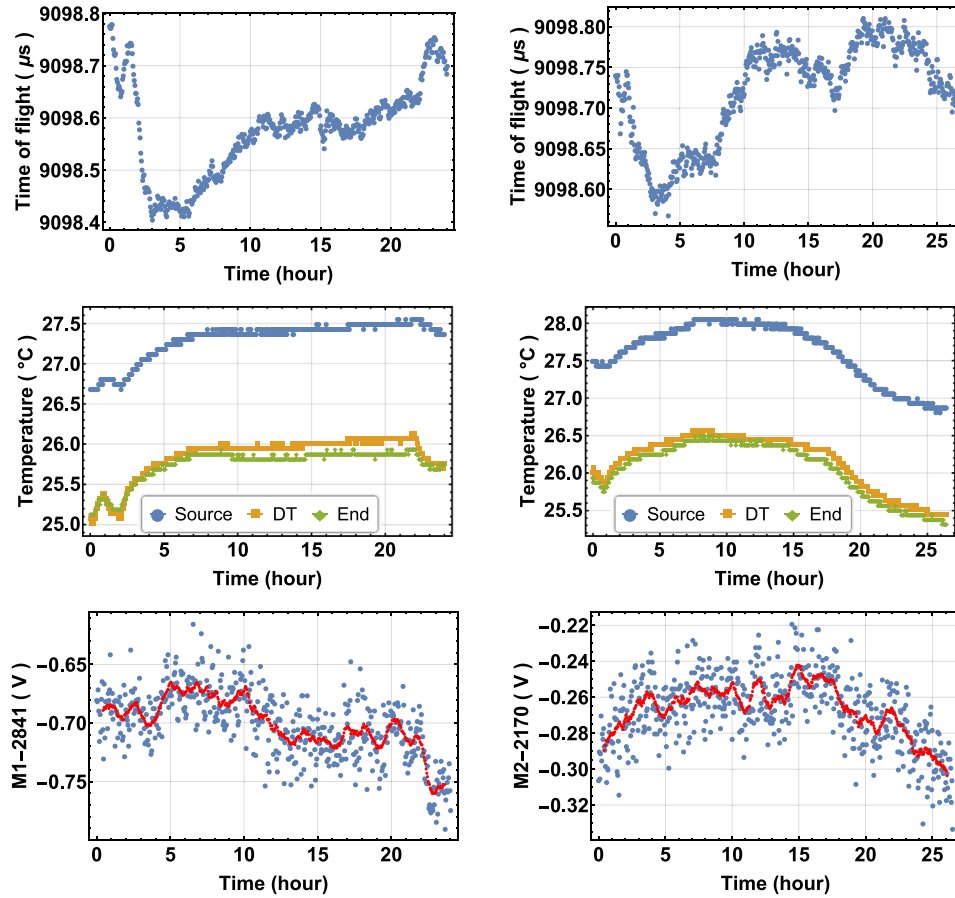 9098.8
9098.7
9098.6
9098.5
9098.4
Time of flight ( μs)
0 5 10 15 20
Time (hour)
9098.80
9098.75
9098.70
9098.65
9098.60
Time of flight ( μs)
0 5 10 15 20 25
Time (hour)
27.5
27.0
26.5
26.0
25.5
25.0
Temperature ( °C)
Source DT End
0 5 10 15 20
Time (hour)
28.0
27.5
27.0
26.5
26.0
25.5
Temperature ( °C)
Source DT End
0 5 10 15 20 25
Time (hour)
−0.65
−0.70
−0.75
M1−2841 (V)
0 5 10 15 20
Time (hour)
−0.22
−0.24
−0.26
−0.28
−0.30
−0.32
M2−2170 (V)
0 5 10 15 20 25
Time (hour)